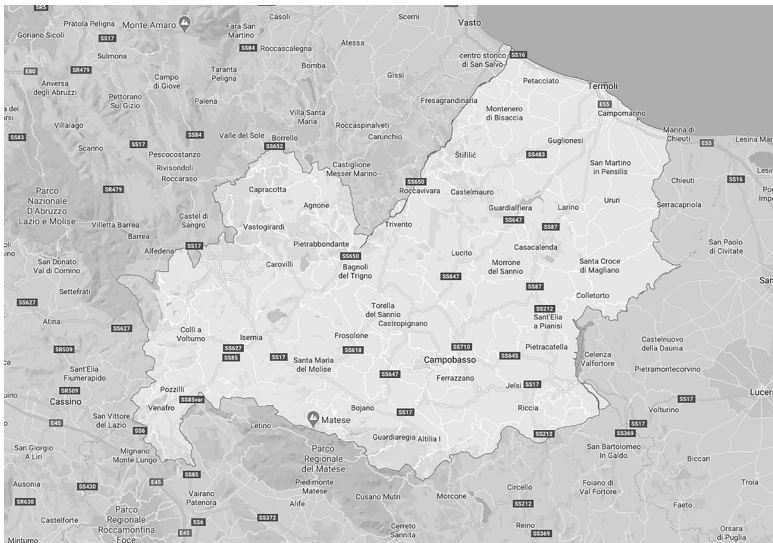 SR5
Pratola Peligna
Goriano Sicoli
SS17
Monte Amaro
Fara San
Martino
Casoli
Scerni
Vasto
Sulmona
SS84
Roccascalegna
Atessa
centro storico
di San Salvo
SS16
E80
SR479
Anversa
degli Abruzzi
Campo
di Giove
Taranta
Peligna
Bomba
Gissi
Petacciato
Termoli
Pettorano
Sul Gizio
Palena
Villa Santa
Maria
Fresagrandinaria
Montenero
di Bisaccia
E55
Campomarino
SS83
Villalago
SS84
Valle del Sole
Borrello
Roccaspinalveti
Carunchio
Marina di
Chieuti
Scanno
SS17
Pescocostanzo
SS652
Štifilić
SS483
Guglionesi
E55
Lesina Mar
Rivisondoli
Roccaraso
Castiglione
Messer Marino
San Martino
in Pensilis
Parco
Nazionale
D'Abruzzo
Lazio e Molise
SR479
Capracotta
SS650
Roccavivara
Castelmauro
Chieuti
SS16
Agnone
Guardialfiera
Larino
Ururi
Serracapriola
Villetta Barrea
Castel di
Sangro
Vastogirardi
Trivento
SS647
SS87
Barrea
Alfedena
SS17
Pietrabbondante
Casacalenda
San Paolo
di Civitate
San Donato
Val di Comino
Carovilli
SS650
Bagnoli
del Trigno
Lucito
Morrone
del Sannio
Santa Croce
di Magliano
Settefrati
SS647
SS87
SS627
Colletorto
Atina
SS627
Torella
del Sannio
Castropignano
SS212
Sant'Elia
a Pianisi
Colli a
Volturno
Isernia
Frosolone
SR509
SS627
SS85
SS17
SS618
SS710
Pietracatella
Castelnuovo
della Daunia
Santa Maria
del Molise
Campobasso
SS645
Celenza
Valfortore
Sant'Elia
Fiumerapido
SS647
Ferrazzano
Pietramontecorvino
SR509
Pozzilli
Jelsi
SS17
Cassino
SS85var
Venafro
Bojano
SS17
Riccia
SS17
Lucer
San Vittore
del Lazio
Matese
Volturino
E45
SS6
Letino
Guardiaregia
Altilia I
SS212
SS369
SS17
San Giorgio
A Liri
Mignano
Monte Lungo
Parco
Regionale
del Matese
San Bartolomeo
In Galdo
Biccari
SS85
Ausonia
SS430
E45
Vairano
Patenora
Piedimonte
Matese
Cusano Mutri
Morcone
Circello
Foiano di
Val Fortore
Troia
SR630
Alife
SS212
Faeto
Castelforte
Parco
Regionale
Roccamonfina
Foce
SS6
SS372
E45
Cerreto
Sannita
Reino
SS369
Orsara
di Puglia
Minturno